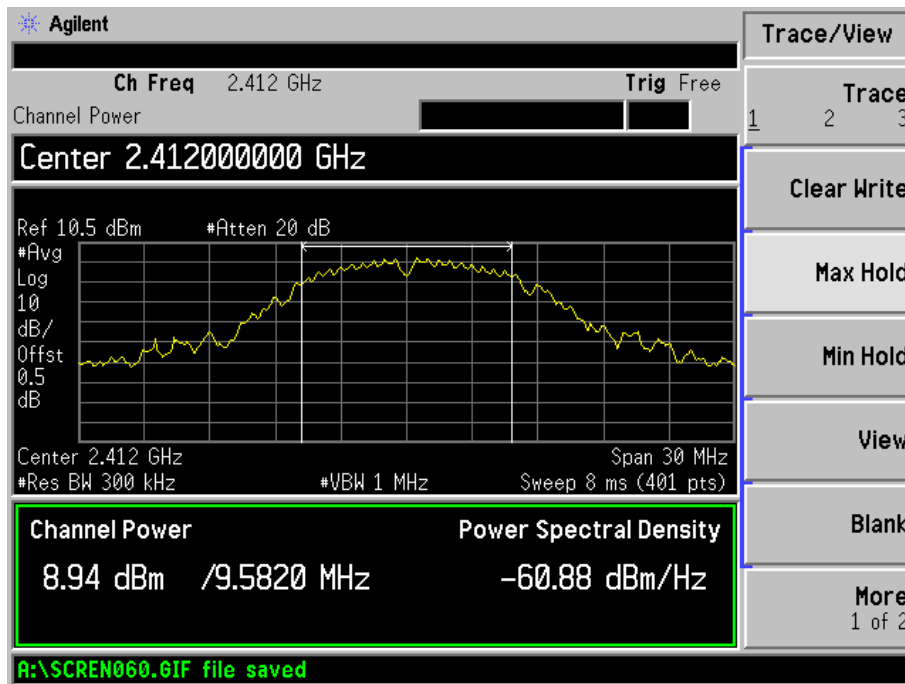 Agilent
Trace/View
Ch Freq 2.412 GHz Trig Free
Channel Power
Trace
1 2 3
Center 2.412000000 GHz
Clear Write
Ref 10.5 dBm #Atten 20 dB
#Avg
Log
10
dB/
Offst
0.5
dB
Max Hold
Min Hold
Center 2.412 GHz Span 30 MHz
#Res BW 300 kHz #VBW 1 MHz Sweep 8 ms (401 pts)
View
Channel Power Power Spectral Density
8.94 dBm /9.5820 MHz -60.88 dBm/Hz
Blank
More
1 of 2
A:\SCREN060.GIF file saved